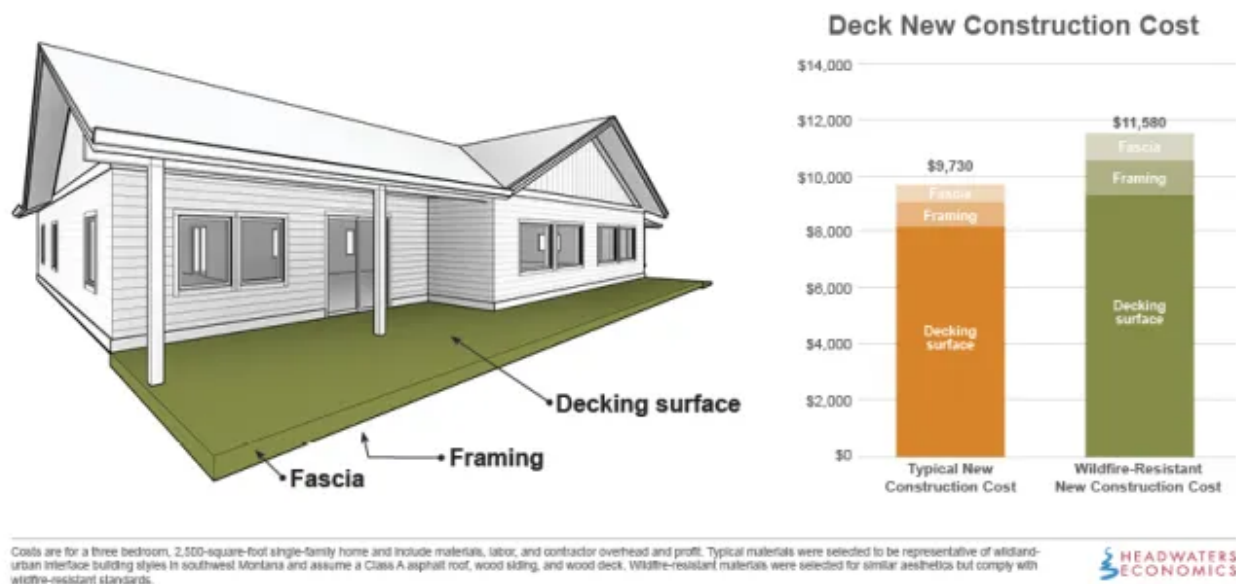 Deck New Construction Cost
$14,000
$12,000
$10,000
$8,000
$6,000
$4,000
$2,000
$0
$9,730
Fascia
Framing
Decking
surface
$11,580
Fascia
Framing
Decking
surface
Typical New
Construction Cost
Wildfire-Resistant
New Construction Cost
Decking surface
Framing
Fascia
Costs are for a three bedroom, 2,500-square-foot single-family home and include materials, labor, and contractor overhead and profit. Typical materials were selected to be representative of wildland-
urban interface building styles in southwest Montana and assume a Class A asphalt roof, wood siding, and wood deck. Wildfire-resistant materials were selected for similar aesthetics but comply with
wildfire-resistant standards.
HEADWATERS
ECONOMICS